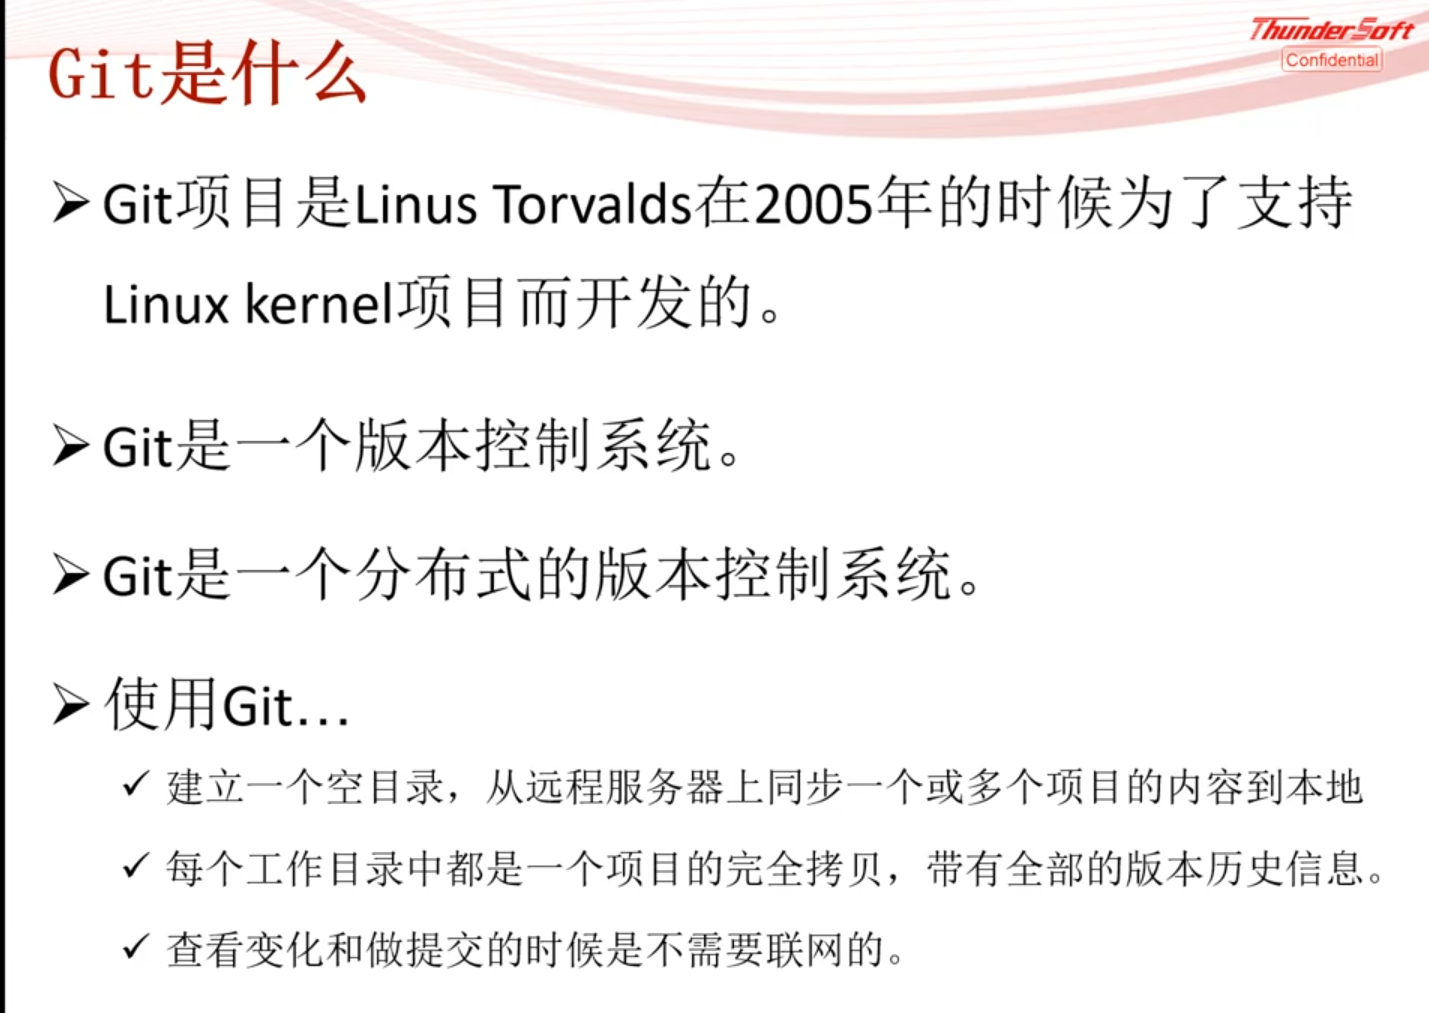 Git是什么
ThunderSoft
Confidential
➢Git项目是Linus Torvalds在2005年的时候为了支持
Linux kernel项目而开发的。
➢Git是一个版本控制系统。
➢Git是一个分布式的版本控制系统。
➢使用Git…
✓ 建立一个空目录，从远程服务器上同步一个或多个项目的内容到本地
✓ 每个工作目录中都是一个项目的完全拷贝，带有全部的版本历史信息。
✓ 查看变化和做提交的时候是不需要联网的。